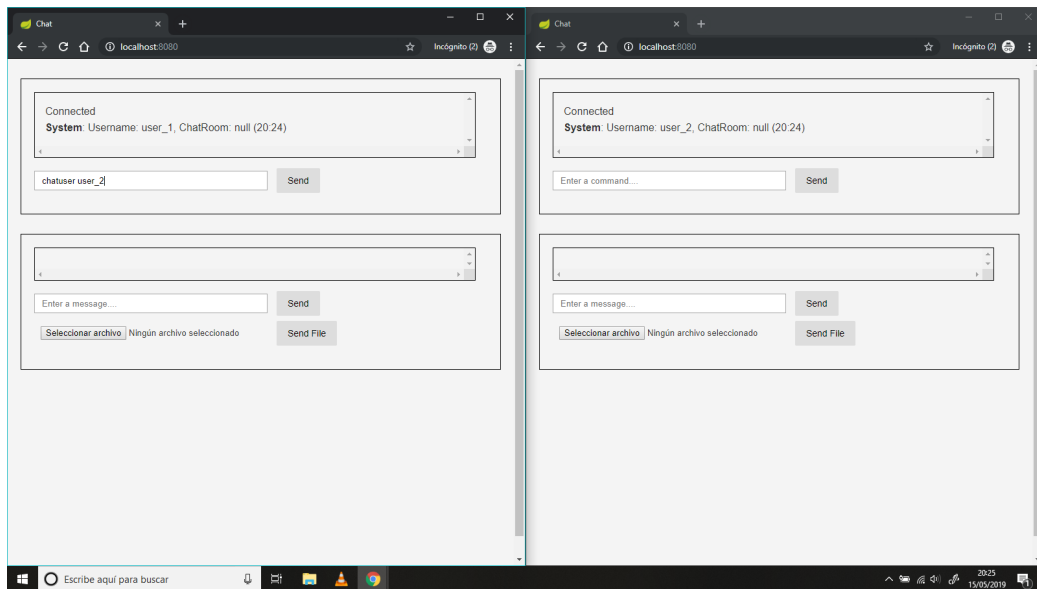 Chat
localhost:8080
Incógnito (2)
Connected
System: Username: user_1, ChatRoom: null (20:24)
chatuser user_2
Send
Enter a message....
Send
Seleccionar archivo Ningún archivo seleccionado
Send File
Chat
localhost:8080
Incógnito (2)
Connected
System: Username: user_2, ChatRoom: null (20:24)
Enter a command....
Send
Enter a message....
Send
Seleccionar archivo Ningún archivo seleccionado
Send File
Escribe aquí para buscar
20:25
15/05/2019
1